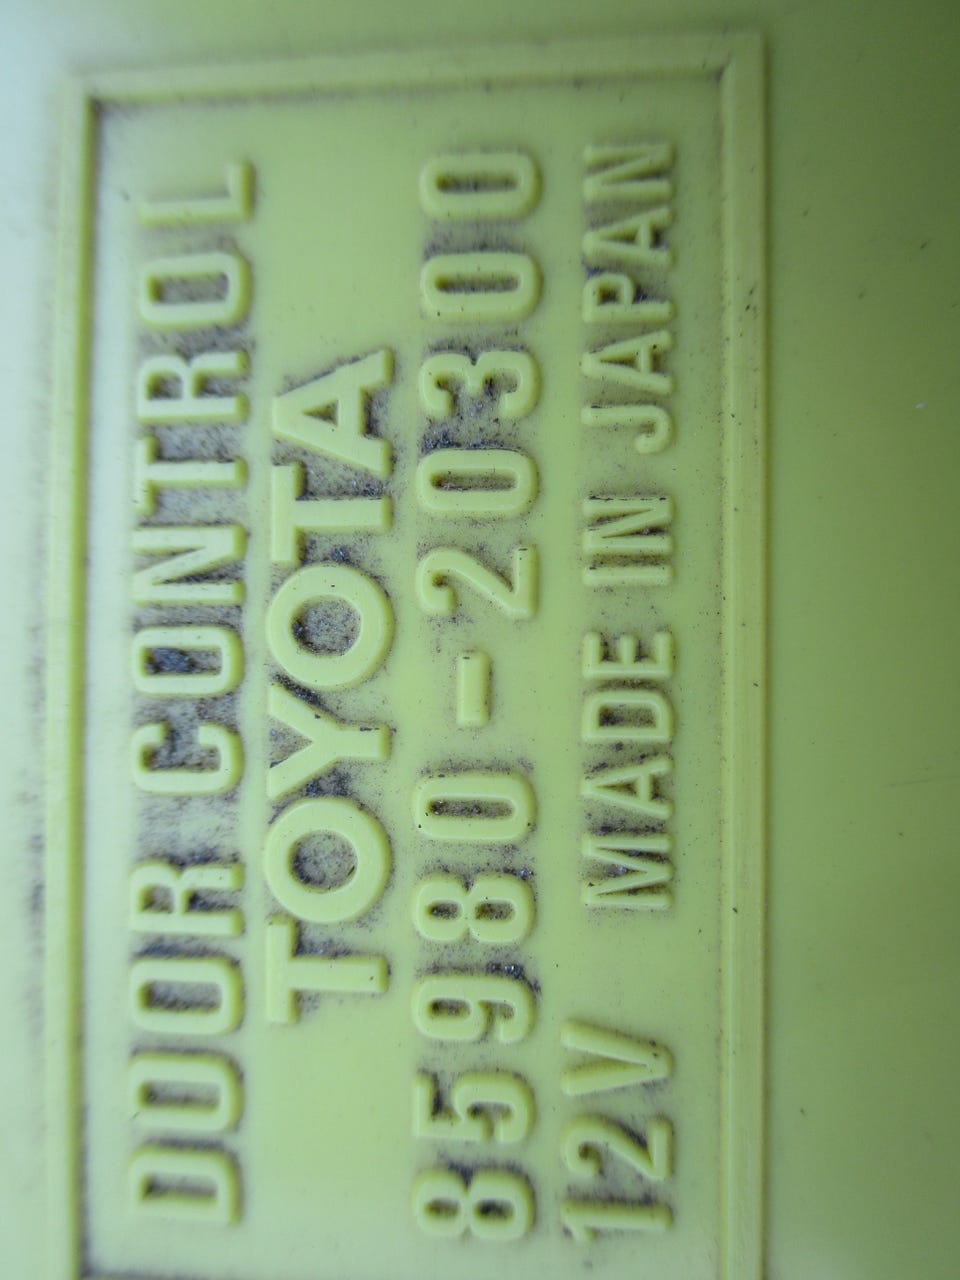 DOOR CONTROL
TOYOTA
85980-20300
12V MADE IN JAPAN